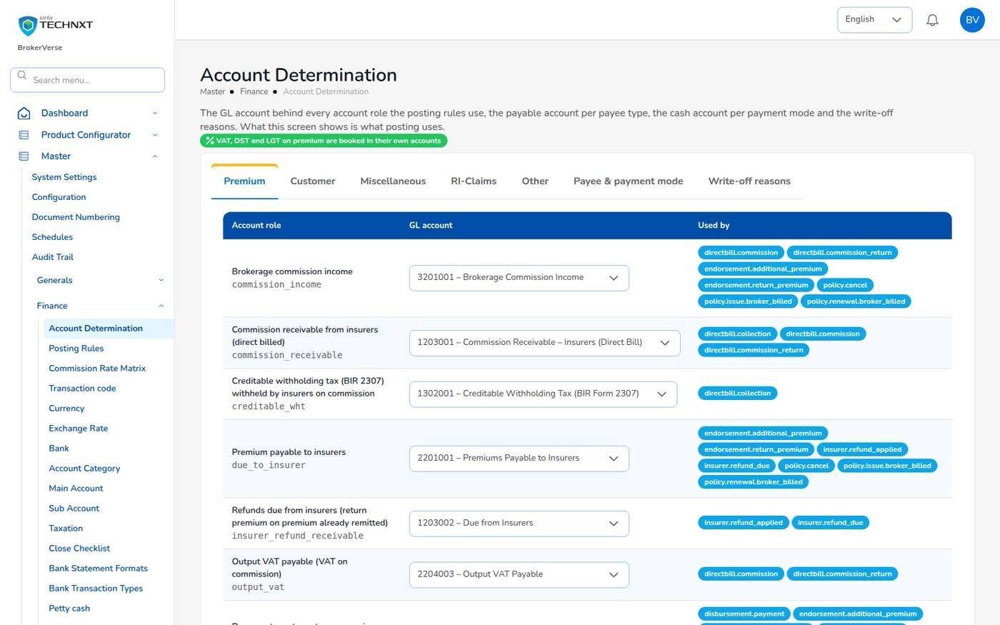 iorta
TECHNXT
BrokerVerse
Search menu...
Dashboard
Product Configurator
Master
System Settings
Configuration
Document Numbering
Schedules
Audit Trail
Generals
Finance
Account Determination
Posting Rules
Commission Rate Matrix
Transaction code
Currency
Exchange Rate
Bank
Account Category
Main Account
Sub Account
Taxation
Close Checklist
Bank Statement Formats
Bank Transaction Types
Petty cash
English
BV
Account Determination
Master • Finance • Account Determination
The GL account behind every account role the posting rules use, the payable account per payee type, the cash account per payment mode and the write-off
reasons. What this screen shows is what posting uses.
VAT, DST and LGT on premium are booked in their own accounts
Premium Customer Miscellaneous RI-Claims Other Payee & payment mode Write-off reasons
Account role GL account Used by
Brokerage commission income
commission_income
3201001 – Brokerage Commission Income
directbill.commission directbill.commission_return
endorsement.additional_premium
endorsement.return_premium policy.cancel
policy.issue.broker_billed policy.renewal.broker_billed
Commission receivable from insurers
(direct billed)
commission_receivable
1203001 – Commission Receivable – Insurers (Direct Bill)
directbill.collection directbill.commission
directbill.commission_return
Creditable withholding tax (BIR 2307)
withheld by insurers on commission
creditable_wht
1302001 – Creditable Withholding Tax (BIR Form 2307)
directbill.collection
Premium payable to insurers
due_to_insurer
2201001 – Premiums Payable to Insurers
endorsement.additional_premium
endorsement.return_premium insurer.refund_applied
insurer.refund_due policy.cancel policy.issue.broker_billed
policy.renewal.broker_billed
Refunds due from insurers (return
premium on premium already remitted)
insurer_refund_receivable
1203002 – Due from Insurers
insurer.refund_applied insurer.refund_due
Output VAT payable (VAT on
commission)
output_vat
2204003 – Output VAT Payable
directbill.commission directbill.commission_return
disbursement.payment endorsement.additional_premium